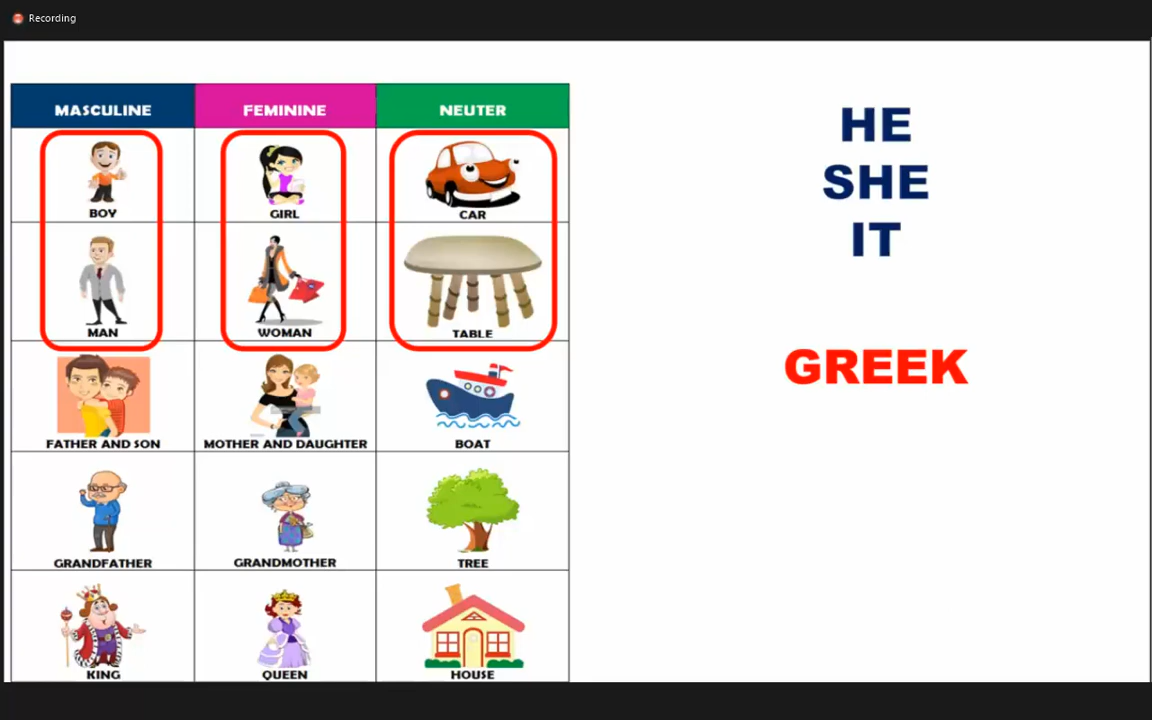 Recording
MASCULINE FEMININE NEUTER
BOY GIRL CAR
MAN WOMAN TABLE
FATHER AND SON MOTHER AND DAUGHTER BOAT
GRANDFATHER GRANDMOTHER TREE
KING QUEEN HOUSE
HE
SHE
IT
GREEK